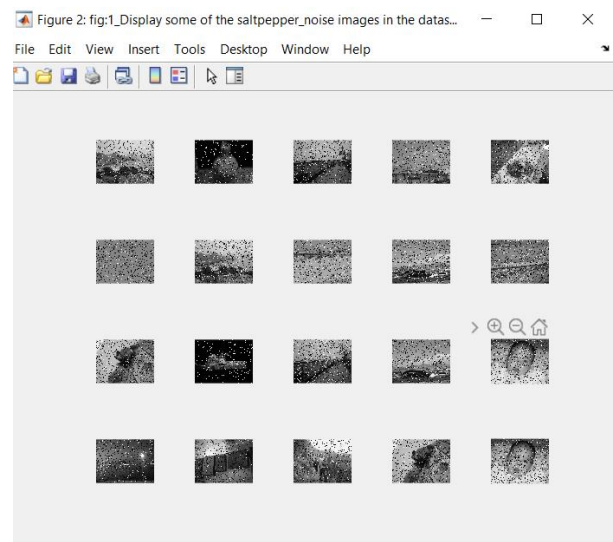 Figure 2: fig:1_Display some of the saltpepper_noise images in the datas...
File Edit View Insert Tools Desktop Window Help